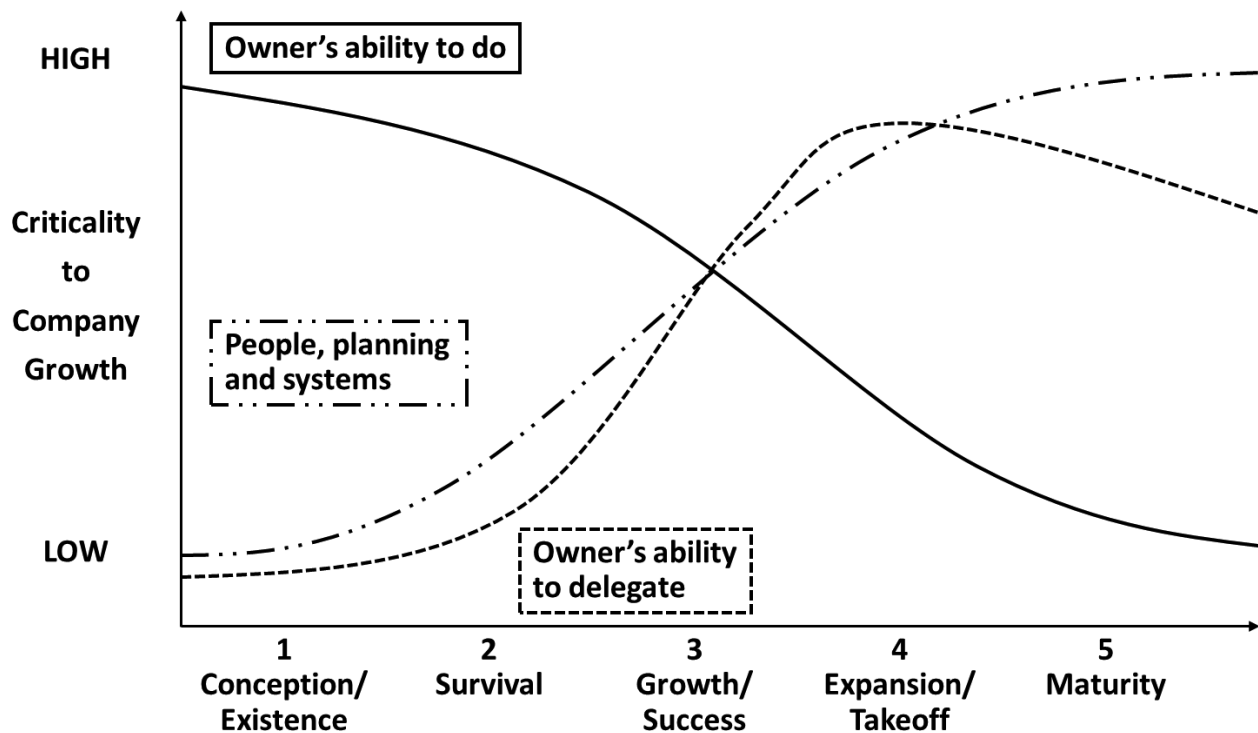 HIGH
Owner's ability to do
Criticality
to
Company
Growth
People, planning
and systems
LOW
Owner's ability
to delegate
1
Conception/
Existence
2
Survival
3
Growth/
Success
4
Expansion/
Takeoff
5
Maturity